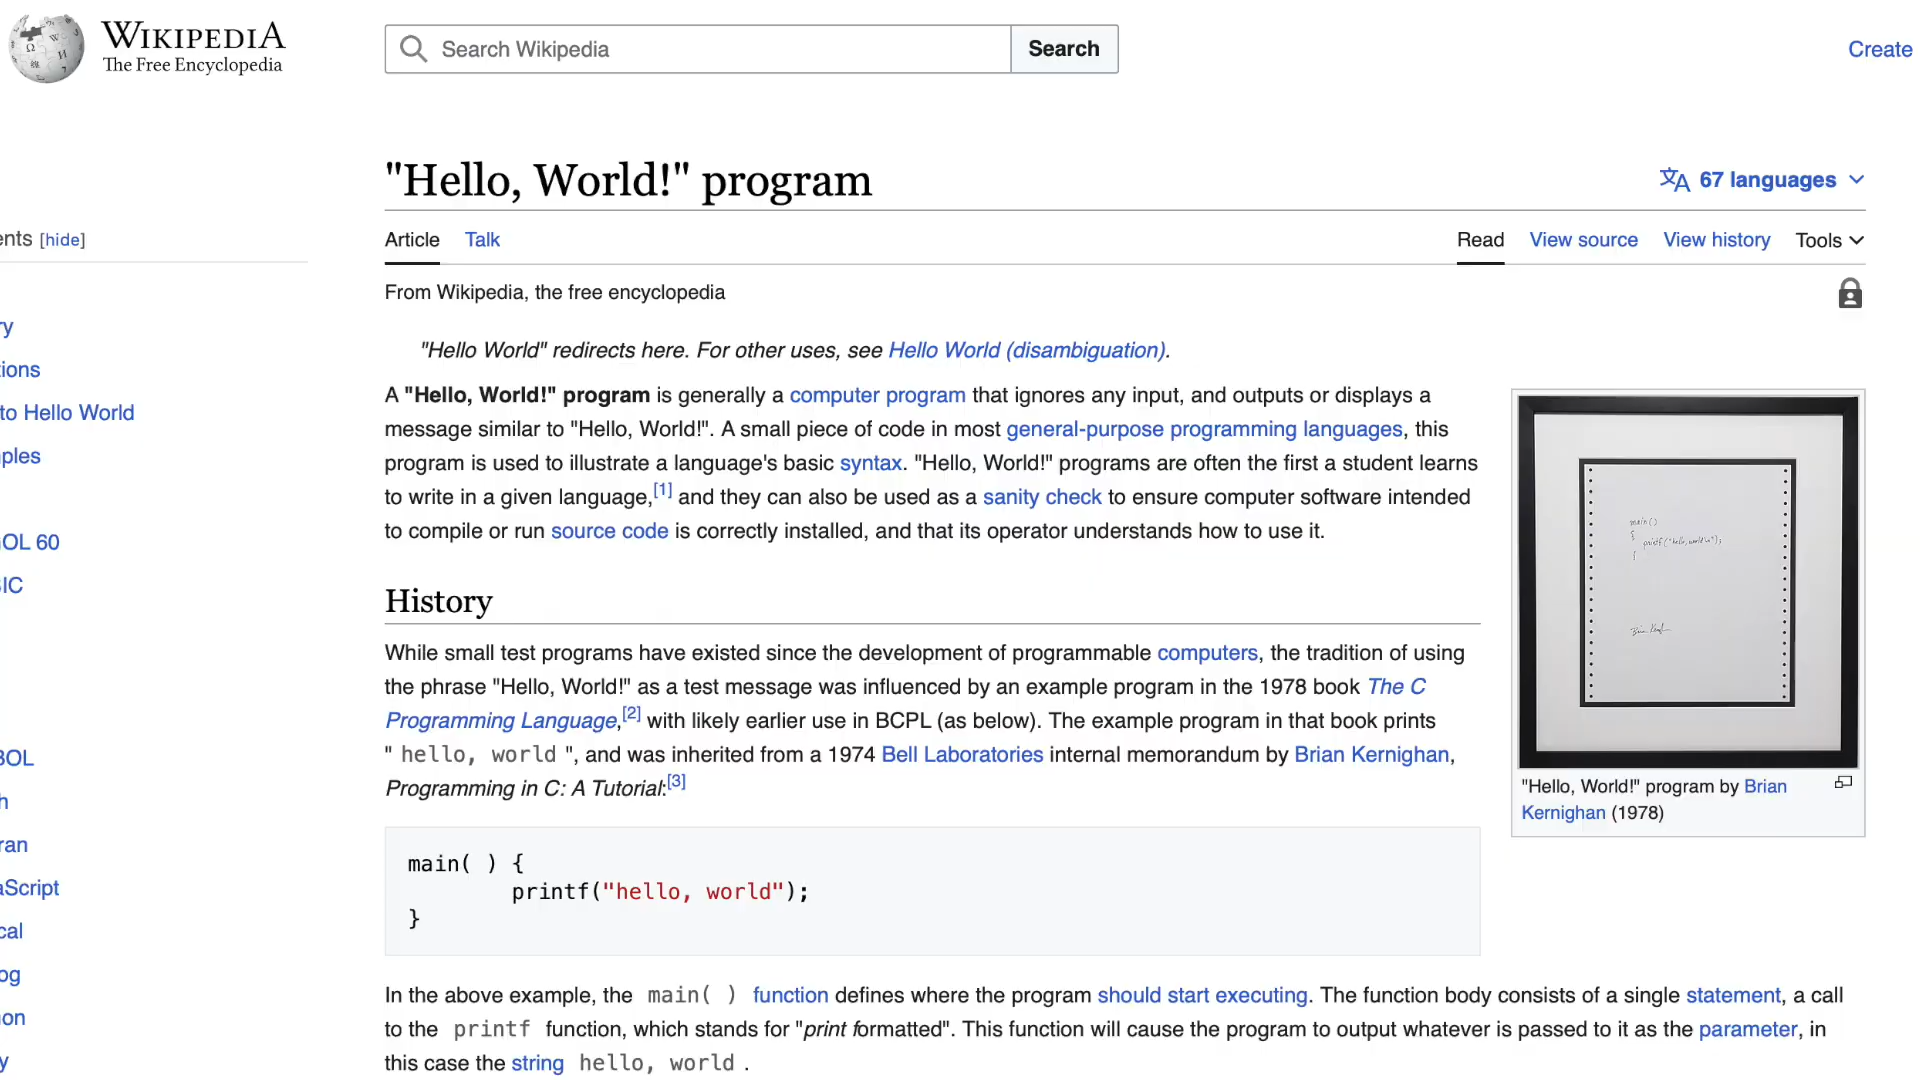 WIKIPEDIA
The Free Encyclopedia
Search Wikipedia
Search
Create
"Hello, World!" program
67 languages
ents [hide]
Article
Talk
Read
View source
View history
Tools
From Wikipedia, the free encyclopedia
"Hello World" redirects here. For other uses, see Hello World (disambiguation).
A "Hello, World!" program is generally a computer program that ignores any input, and outputs or displays a
message similar to "Hello, World!". A small piece of code in most general-purpose programming languages, this
program is used to illustrate a language's basic syntax. "Hello, World!" programs are often the first a student learns
to write in a given language,[1] and they can also be used as a sanity check to ensure computer software intended
to compile or run source code is correctly installed, and that its operator understands how to use it.
History
While small test programs have existed since the development of programmable computers, the tradition of using
the phrase "Hello, World!" as a test message was influenced by an example program in the 1978 book The C
Programming Language,[2] with likely earlier use in BCPL (as below). The example program in that book prints
"hello, world", and was inherited from a 1974 Bell Laboratories internal memorandum by Brian Kernighan,
Programming in C: A Tutorial:[3]
main( ) {
        printf("hello, world");
}
In the above example, the main( ) function defines where the program should start executing. The function body consists of a single statement, a call
to the printf function, which stands for "print formatted". This function will cause the program to output whatever is passed to it as the parameter, in
this case the string hello, world .
main()
{
printf("hello, world\n");
"Hello, World!" program by Brian
Kernighan (1978)
ry
ions
to Hello World
ples
OL 60
IC
BOL
h
ran
aScript
cal
og
on
y